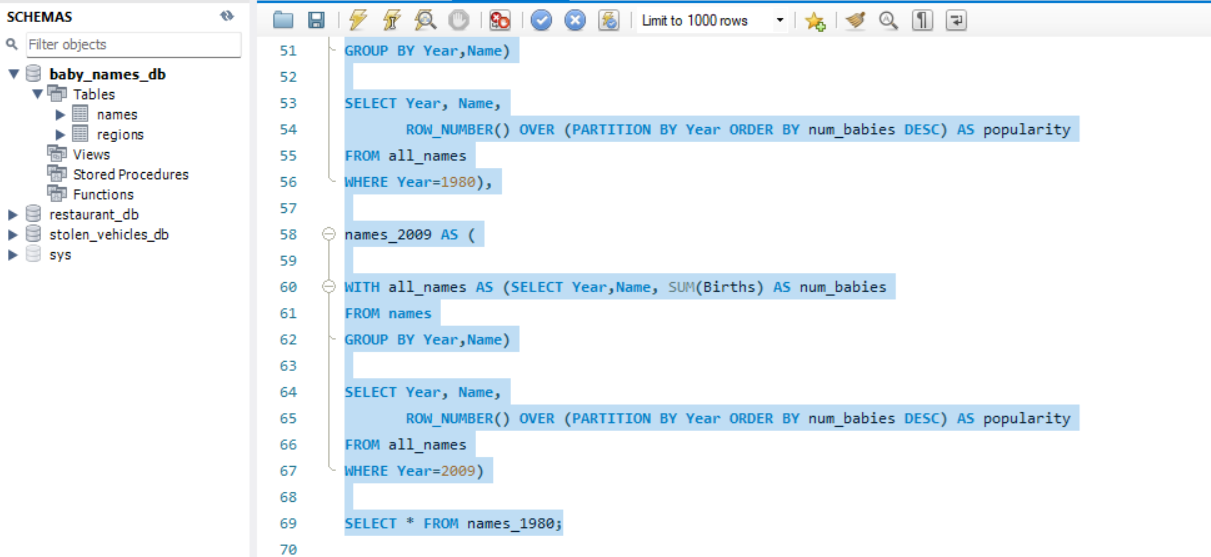 SCHEMAS
Filter objects
baby_names_db
Tables
names
regions
Views
Stored Procedures
Functions
restaurant_db
stolen_vehicles_db
sys
Limit to 1000 rows
51 GROUP BY Year,Name)
52
53 SELECT Year, Name,
54 ROW_NUMBER() OVER (PARTITION BY Year ORDER BY num_babies DESC) AS popularity
55 FROM all_names
56 WHERE Year=1980),
57
58 names_2009 AS (
59
60 WITH all_names AS (SELECT Year,Name, SUM(Births) AS num_babies
61 FROM names
62 GROUP BY Year,Name)
63
64 SELECT Year, Name,
65 ROW_NUMBER() OVER (PARTITION BY Year ORDER BY num_babies DESC) AS popularity
66 FROM all_names
67 WHERE Year=2009)
68
69 SELECT * FROM names_1980;
70